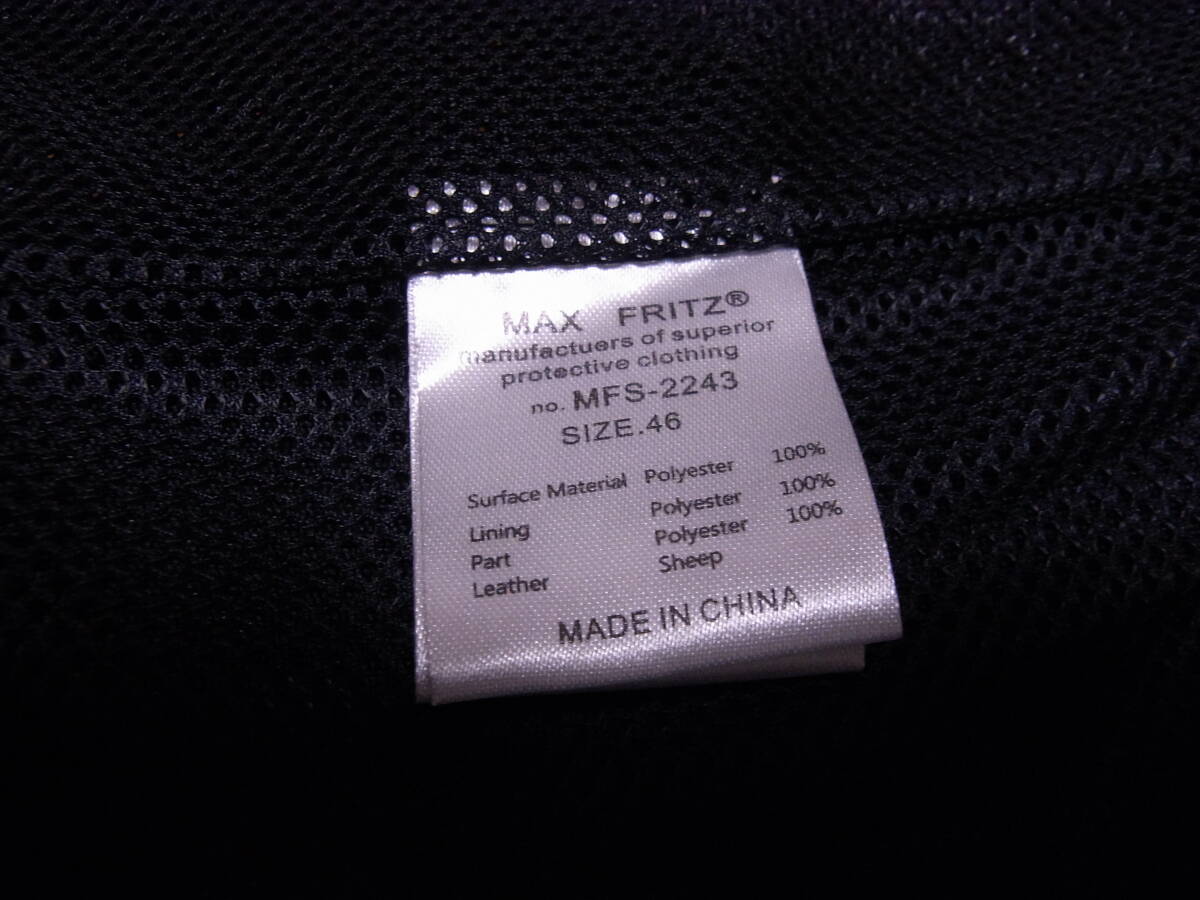 MAX FRITZ®
manufactuers of superior
protective clothing
no. MFS-2243
SIZE.46
Surface Material Polyester 100%
Lining Polyester 100%
Part Polyester 100%
Leather Sheep
MADE IN CHINA